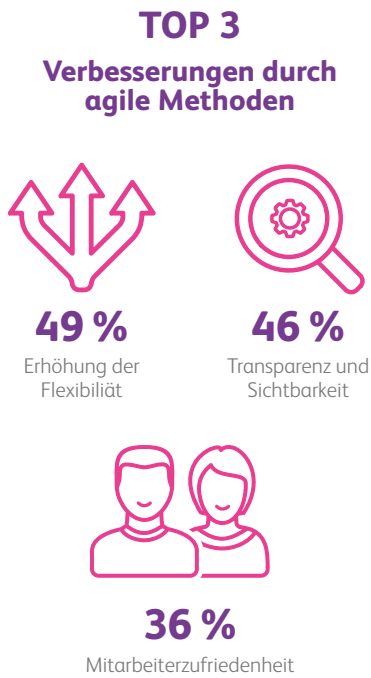 TOP 3
Verbesserungen durch
agile Methoden
49 %
Erhöhung der
Flexibiliät
46 %
Transparenz und
Sichtbarkeit
36 %
Mitarbeiterzufriedenheit